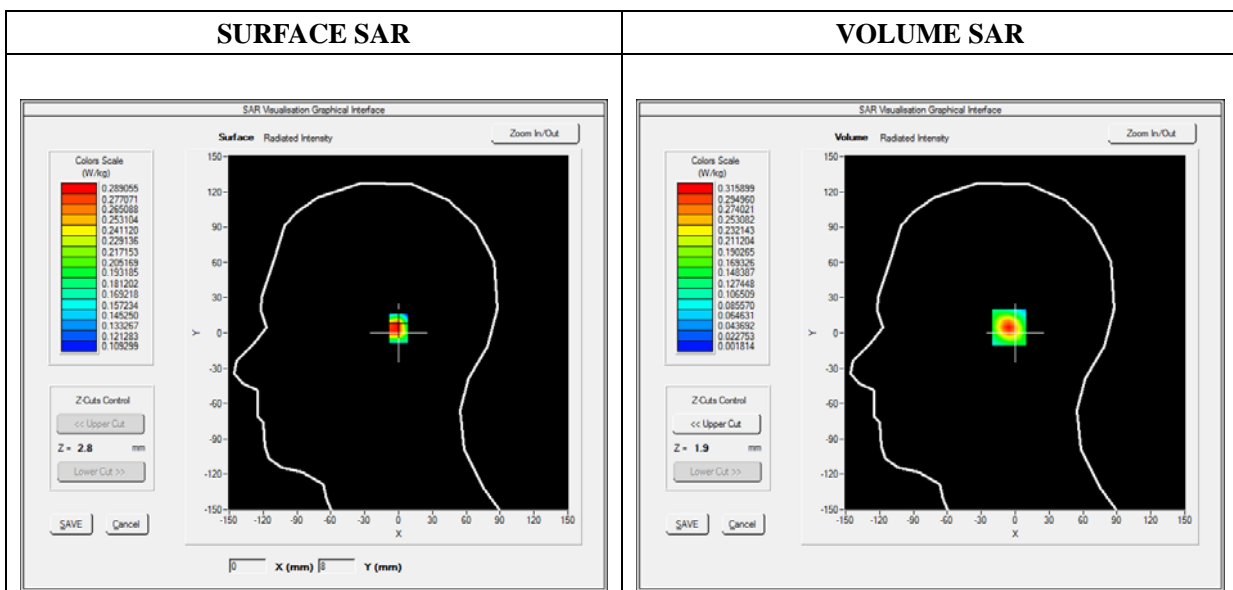 SURFACE SAR
VOLUME SAR
SAR Visualisation Graphical Interface
Surface Radiated Intensity
Zoom In/Out
Colors Scale
(W/kg)
0.289055
0.277071
0.265088
0.253104
0.241120
0.229136
0.217153
0.205169
0.193185
0.181202
0.169218
0.157234
0.145250
0.133267
0.121283
0.109299
Z-Cuts Control
<< Upper Cut
Z = 2.8 mm
Lower Cut >>
SAVE Cancel
150
120
90
60
30
0
-30
-60
-90
-120
-150
Y
-150 -120 -90 -60 -30 0 30 60 90 120 150
X
0 X (mm) 8 Y (mm)
SAR Visualisation Graphical Interface
Volume Radiated Intensity
Zoom In/Out
Colors Scale
(W/kg)
0.315899
0.294960
0.274021
0.253082
0.232143
0.211204
0.190265
0.169326
0.148387
0.127448
0.106509
0.085570
0.064631
0.043692
0.022753
0.001814
Z-Cuts Control
<< Upper Cut
Z = 1.9 mm
Lower Cut >>
SAVE Cancel
150
120
90
60
30
0
-30
-60
-90
-120
-150
Y
-150 -120 -90 -60 -30 0 30 60 90 120 150
X